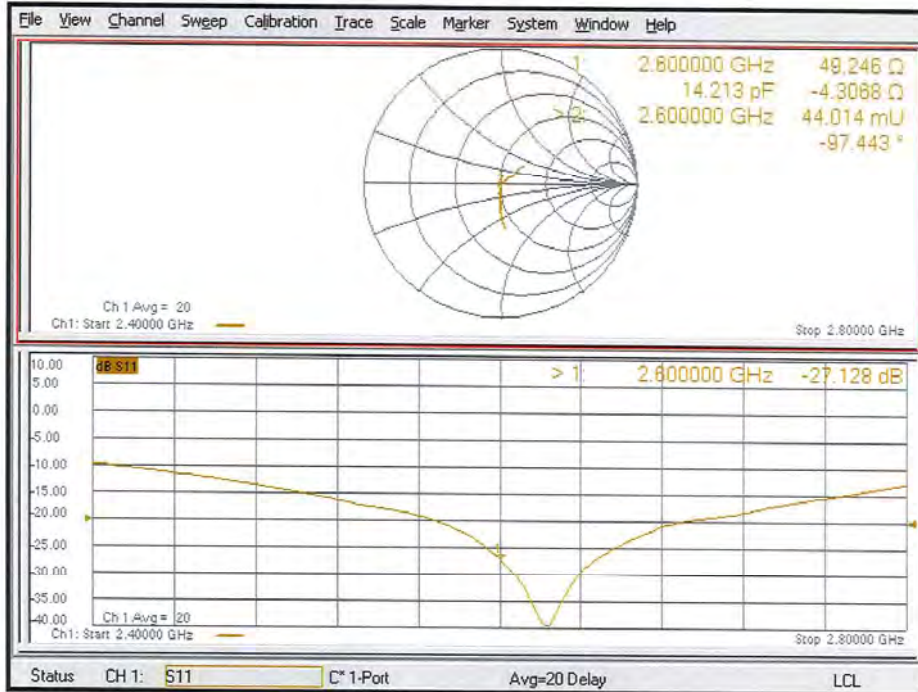 File View Channel Sweep Calibration Trace Scale Marker System Window Help
1: 2.600000 GHz 49.246 Ω
14.213 pF -4.3068 Ω
> 2: 2.600000 GHz 44.014 mU
-97.443 °
Ch 1 Avg = 20
Ch1: Start 2.40000 GHz
Stop 2.80000 GHz
10.00 dB S11
> 1: 2.600000 GHz -27.128 dB
5.00
0.00
-5.00
-10.00
-15.00
-20.00
-25.00
-30.00
-35.00
-40.00
Ch 1 Avg = 20
Ch1: Start 2.40000 GHz
Stop 2.80000 GHz
Status CH 1: S11 C* 1-Port Avg=20 Delay LCL